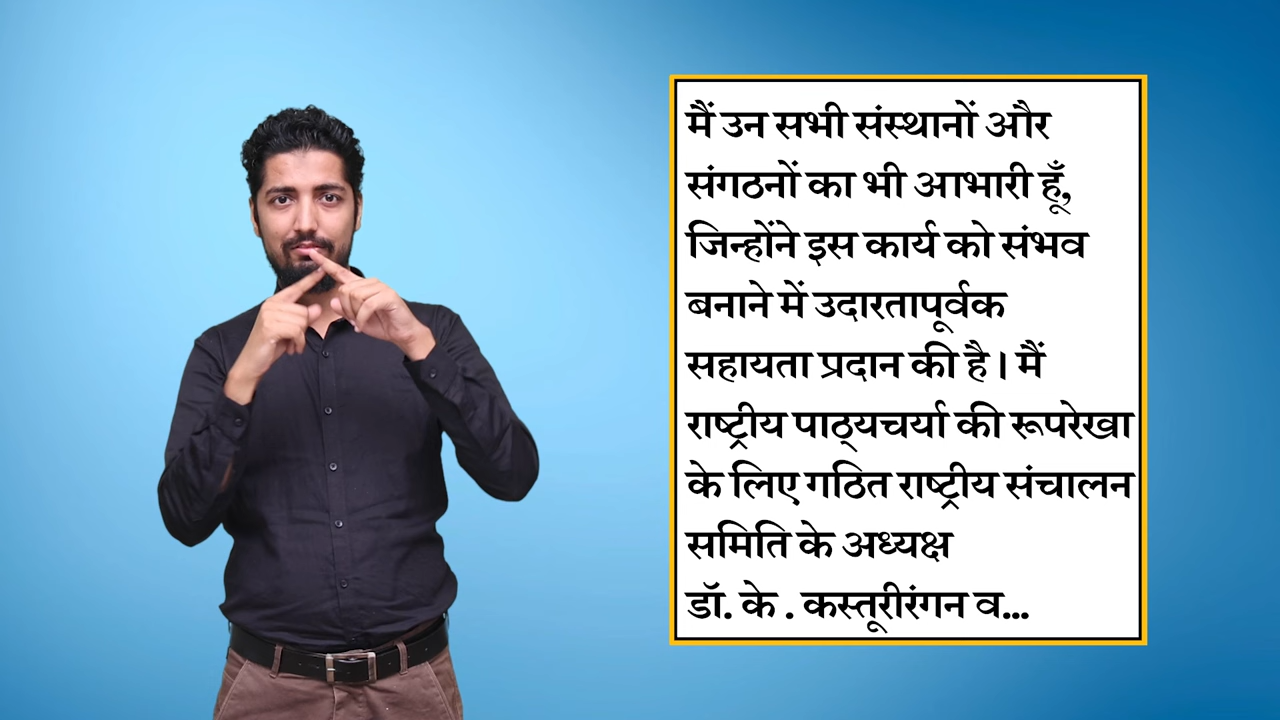 मैं उन सभी संस्थानों और
संगठनों का भी आभारी हूँ,
जिन्होंने इस कार्य को संभव
बनाने में उदारतापूर्वक
सहायता प्रदान की है। मैं
राष्ट्रीय पाठ्यचर्या की रूपरेखा
के लिए गठित राष्ट्रीय संचालन
समिति के अध्यक्ष
डॉ. के . कस्तूरीरंगन व...